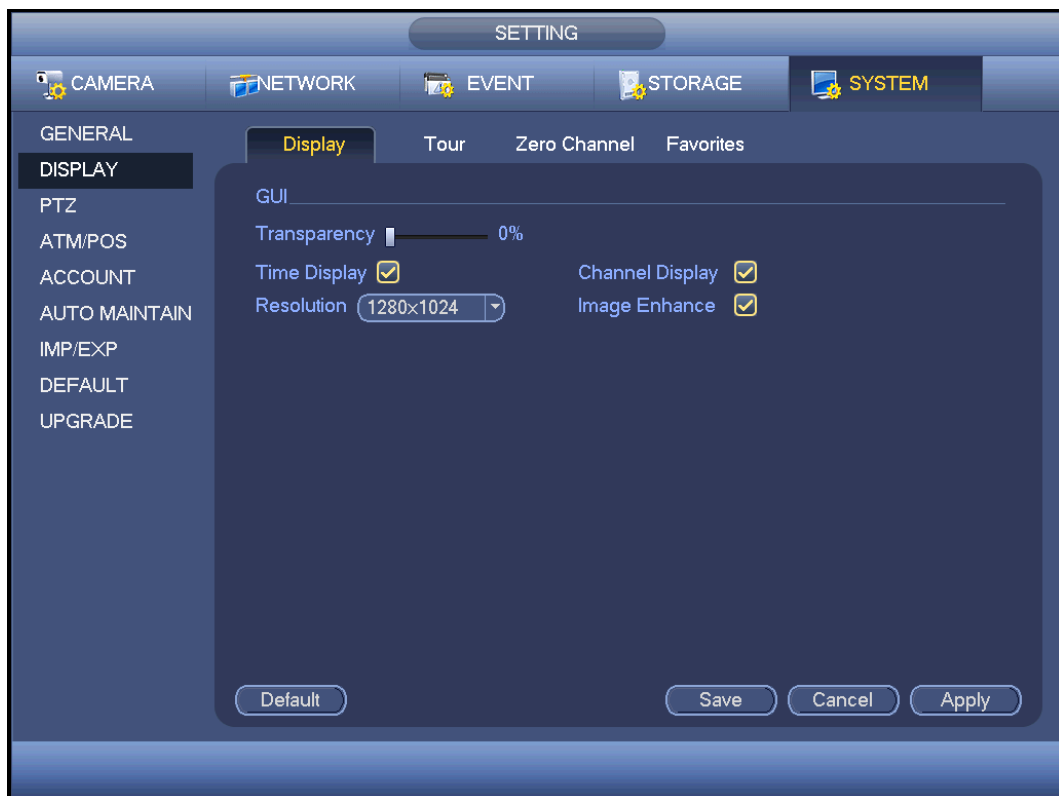 SETTING
CAMERA NETWORK EVENT STORAGE SYSTEM
GENERAL
DISPLAY
PTZ
ATM/POS
ACCOUNT
AUTO MAINTAIN
IMP/EXP
DEFAULT
UPGRADE
Display Tour Zero Channel Favorites
GUI
Transparency 0%
Time Display Channel Display
Resolution 1280×1024 Image Enhance
Default Save Cancel Apply